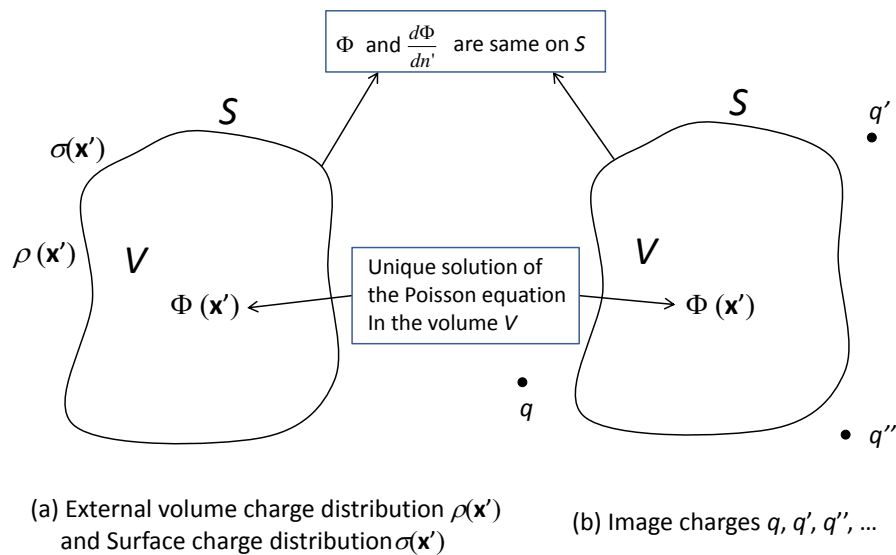 Φ and dΦ/dn' are same on S
S
S
q'
σ(x')
ρ (x')
V
V
Unique solution of
the Poisson equation
In the volume V
Φ (x')
Φ (x')
q
q''
(a) External volume charge distribution ρ(x')
and Surface charge distribution σ(x')
(b) Image charges q, q', q'', ...